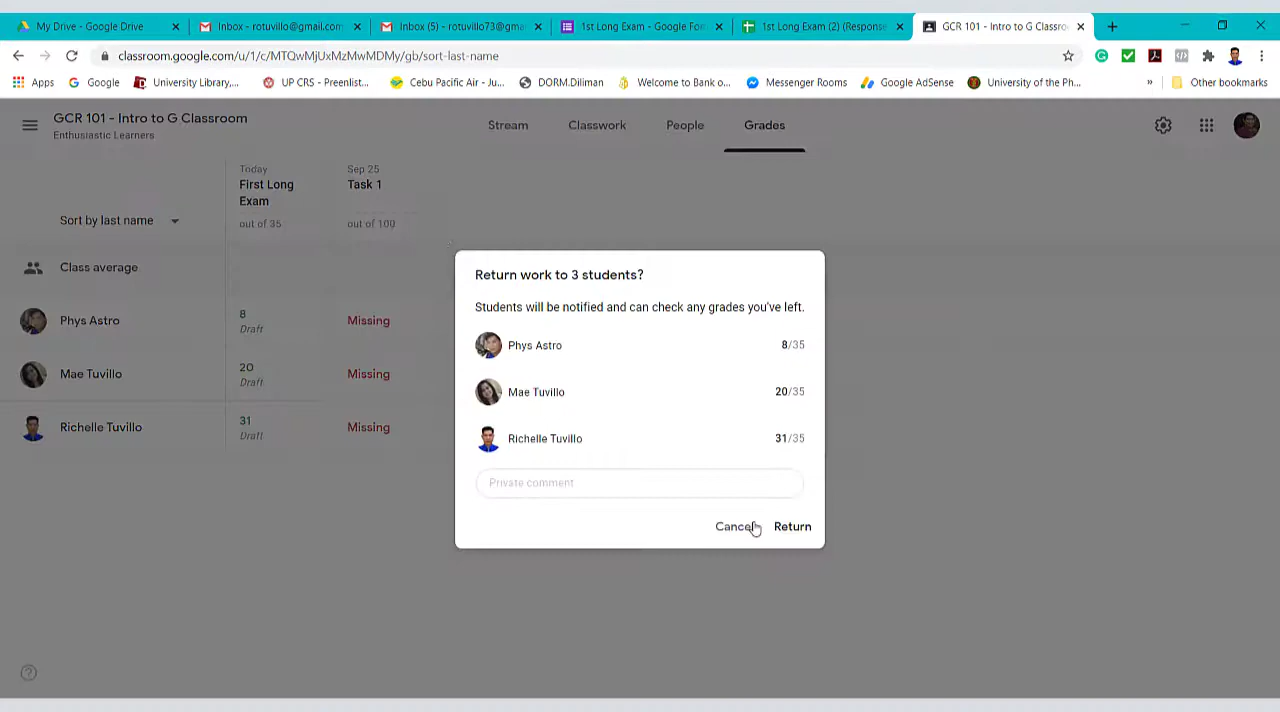 My Drive - Google Drive
Inbox - rotuvillo@gmail.com
Inbox (5) - rotuvillo73@gma
1st Long Exam - Google For
1st Long Exam (2) (Response
GCR 101 - Intro to G Classro
classroom.google.com/u/1/c/MTQwMjUxMzMwMDMy/gb/sort-last-name
Apps
Google
University Library,...
UP CRS - Preenlist...
Cebu Pacific Air - Ju...
DORM.Diliman
Welcome to Bank o...
Messenger Rooms
Google AdSense
University of the Ph...
»
Other bookmarks
GCR 101 - Intro to G Classroom
Enthusiastic Learners
Stream
Classwork
People
Grades
Today
First Long
Exam
out of 35
Sep 25
Task 1
out of 100
Sort by last name
Class average
Phys Astro
8
Draft
Missing
Mae Tuvillo
20
Draft
Missing
Richelle Tuvillo
31
Draft
Missing
Return work to 3 students?
Students will be notified and can check any grades you've left.
Phys Astro 8/35
Mae Tuvillo 20/35
Richelle Tuvillo 31/35
Private comment
Cancel Return